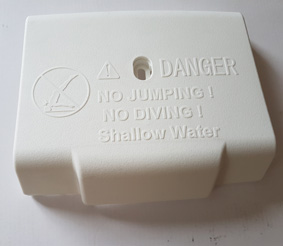 DANGER
NO JUMPING!
NO DIVING!
Shallow Water